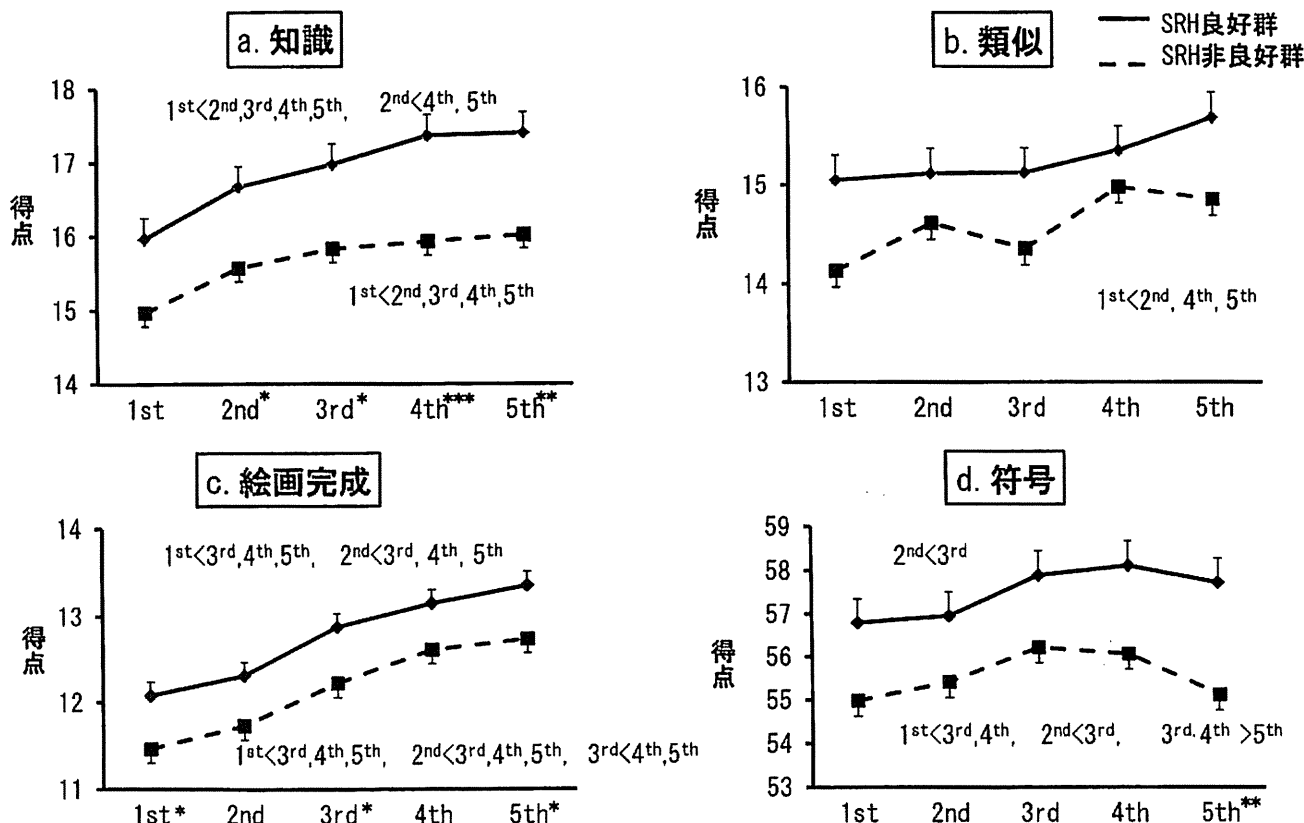 a. 知識
b. 類似
SRH良好群
SRH非良好群
18
17
16
15
14
得点
1st<2nd,3rd,4th,5th, 2nd<4th, 5th
1st<2nd,3rd,4th,5th
1st 2nd* 3rd* 4th*** 5th**
16
15
14
13
得点
1st<2nd, 4th, 5th
1st 2nd 3rd 4th 5th
c. 絵画完成
d. 符号
14
13
12
11
得点
1st<3rd,4th,5th, 2nd<3rd, 4th, 5th
1st<3rd,4th,5th, 2nd<3rd,4th,5th, 3rd<4th,5th
1st* 2nd 3rd* 4th 5th*
59
58
57
56
55
54
53
得点
2nd<3rd
1st<3rd,4th, 2nd<3rd, 3rd, 4th >5th
1st 2nd 3rd 4th 5th**